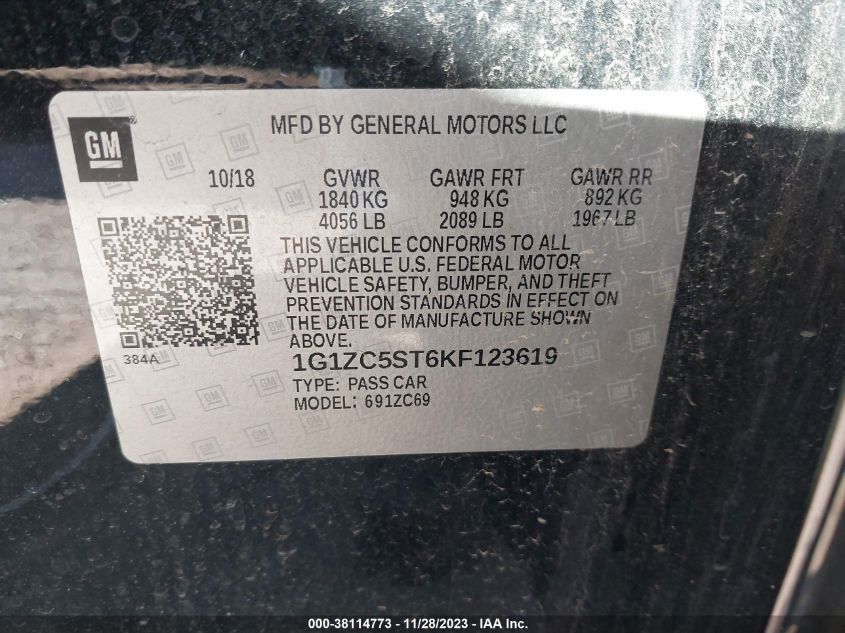 GM
MFD BY GENERAL MOTORS LLC
10/18 GVWR GAWR FRT GAWR RR
1840 KG 948 KG 892 KG
4056 LB 2089 LB 1967 LB
THIS VEHICLE CONFORMS TO ALL
APPLICABLE U.S. FEDERAL MOTOR
VEHICLE SAFETY, BUMPER, AND THEFT
PREVENTION STANDARDS IN EFFECT ON
THE DATE OF MANUFACTURE SHOWN
ABOVE.
384A
1G1ZC5ST6KF123619
TYPE: PASS CAR
MODEL: 691ZC69
000-38114773 - 11/28/2023 - IAA Inc.